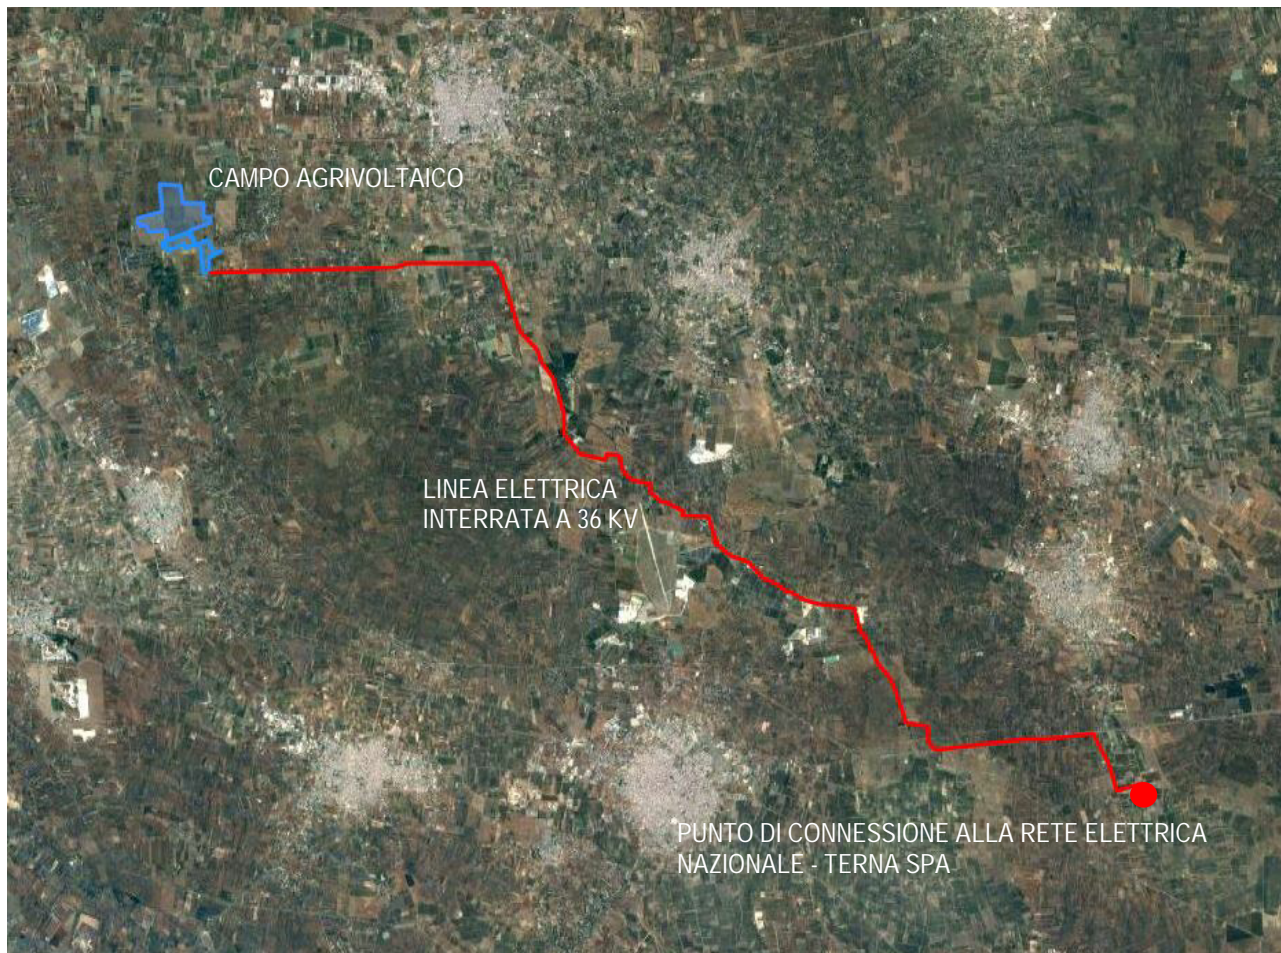 CAMPO AGRIVOLTAICO
LINEA ELETTRICA
INTERRATA A 36 KV
PUNTO DI CONNESSIONE ALLA RETE ELETTRICA
NAZIONALE - TERNA SPA